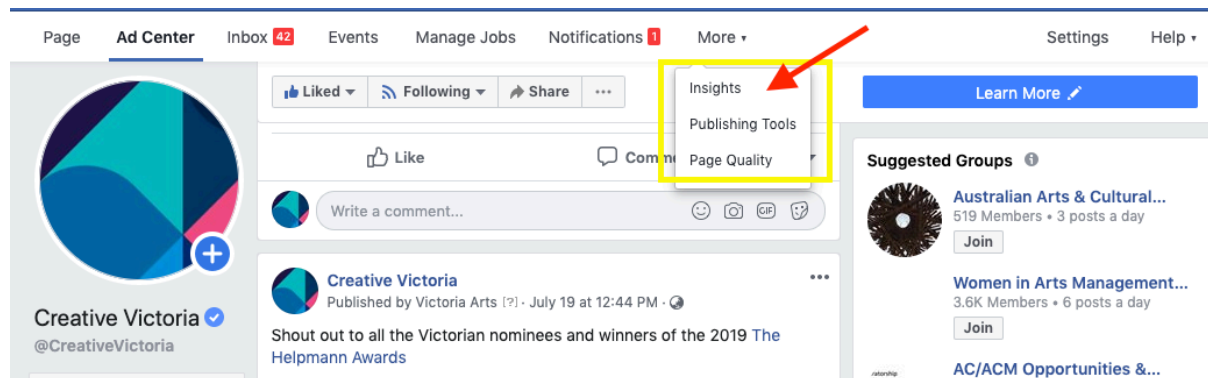 Page Ad Center Inbox 42 Events Manage Jobs Notifications 1 More Settings Help
Liked Following Share ...
Insights
Publishing Tools
Page Quality
Learn More
Like
Write a comment...
GIF
Creative Victoria
Published by Victoria Arts [?] · July 19 at 12:44 PM ·
Shout out to all the Victorian nominees and winners of the 2019 The
Helpmann Awards
Creative Victoria
@CreativeVictoria
Suggested Groups
Australian Arts & Cultural...
519 Members • 3 posts a day
Join
Women in Arts Management...
3.6K Members • 6 posts a day
Join
AC/ACM Opportunities &...